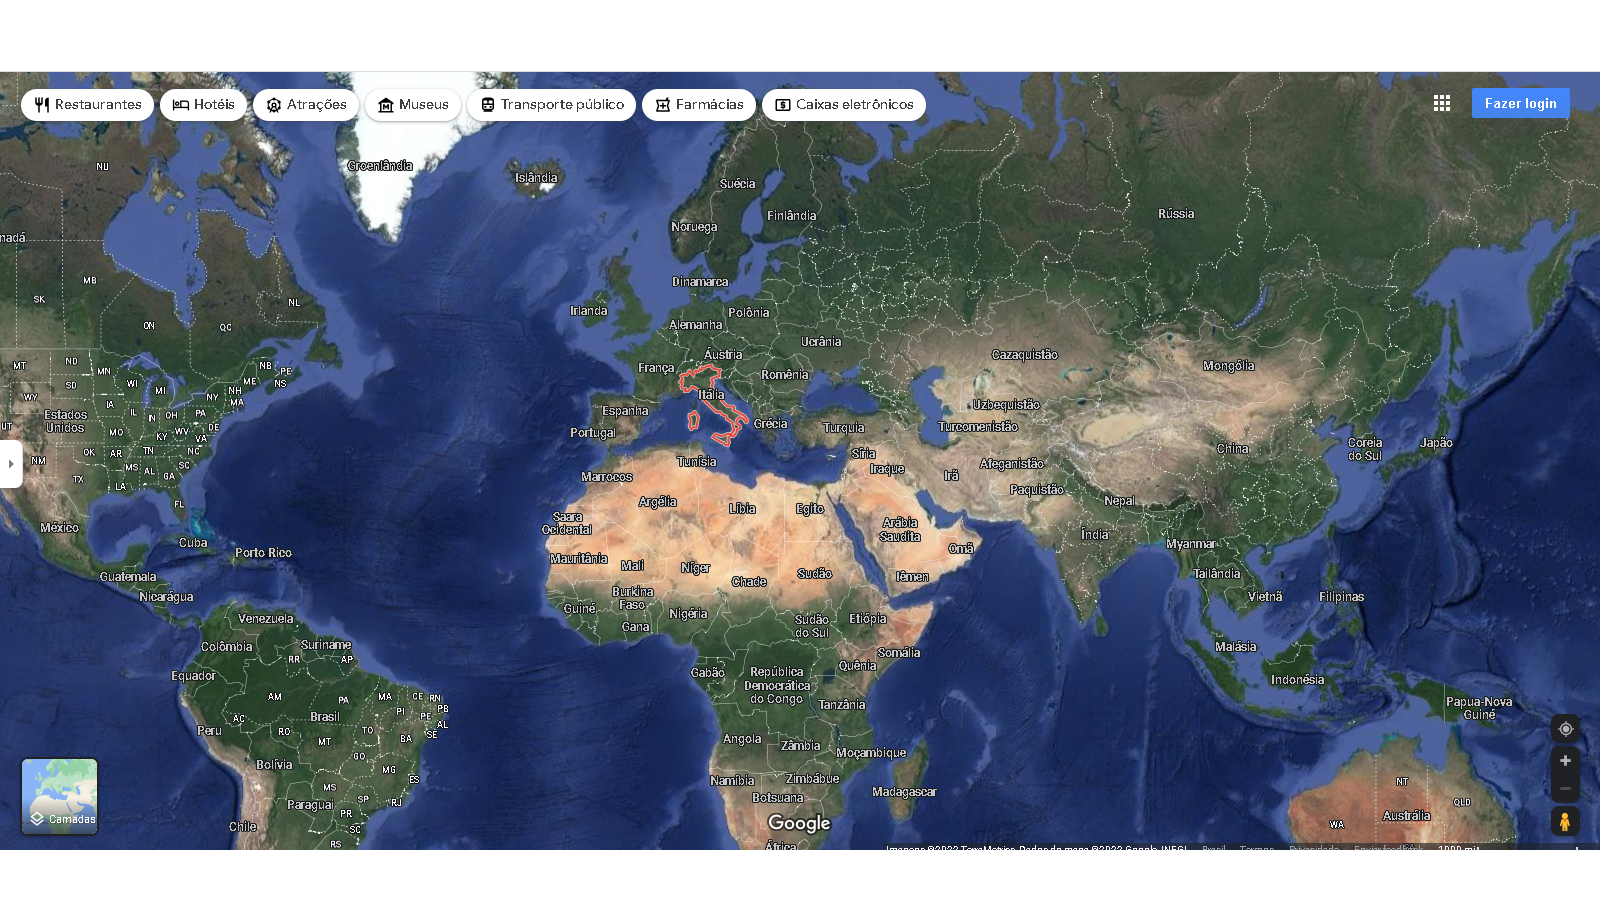 Restaurantes
Hotéis
Atrações
Museus
Transporte público
Farmácias
Caixas eletrônicos
Fazer login
Groenlândia
NU
Islândia
Suécia
Finlândia
Rússia
Noruega
nadá
MB
SK
NL
Dinamarca
Irlanda
Polônia
Alemanha
ON
QC
Ucrânia
Áustria
Cazaquistão
França
Romênia
Mongólia
MT
ND
MN
NB
PE
SD
WI
MI
ME
NS
NH
NY
MA
WY
IA
Itália
Uzbequistão
Estados
Unidos
IL
IN
OH
PA
Espanha
Grécia
Turquia
Turcomenistão
UT
DE
MO
KY
WV
VA
Portugal
Coreia
do Sul
Japão
China
OK
AR
TN
NC
Síria
Iraque
Irã
Afeganistão
NM
MS
AL
GA
SC
Tunísia
Marrocos
TX
LA
Paquistão
Nepal
FL
Argélia
Líbia
Egito
Saara
Ocidental
Arábia
Saudita
México
Cuba
Índia
Myanmar
Omã
Porto Rico
Mauritânia
Mali
Níger
Chade
Sudão
Iêmen
Tailândia
Guatemala
Nicarágua
Burkina
Faso
Guiné
Nigéria
Vietnã
Filipinas
Venezuela
Gana
Sudão
do Sul
Etiópia
Colômbia
Suriname
RR
AP
Somália
Malásia
Equador
Gabão
República
Democrática
do Congo
Quênia
Indonésia
AM
PA
MA
CE
RN
PB
PI
PE
AL
SE
Tanzânia
Papua-Nova
Guiné
AC
Brasil
Peru
RO
MT
TO
BA
Angola
Zâmbia
Moçambique
Bolívia
GO
MG
ES
Namíbia
Zimbábue
Botsuana
Madagascar
NT
MS
SP
RJ
Paraguai
PR
SC
RS
Chile
QLD
Austrália
WA
Camadas
Google
África
Imagens ©2022 TerraMetrics, Dados do mapa ©2022 Google, INEGI
Brasil
Termos
Privacidade
Enviar feedback
1000 mi